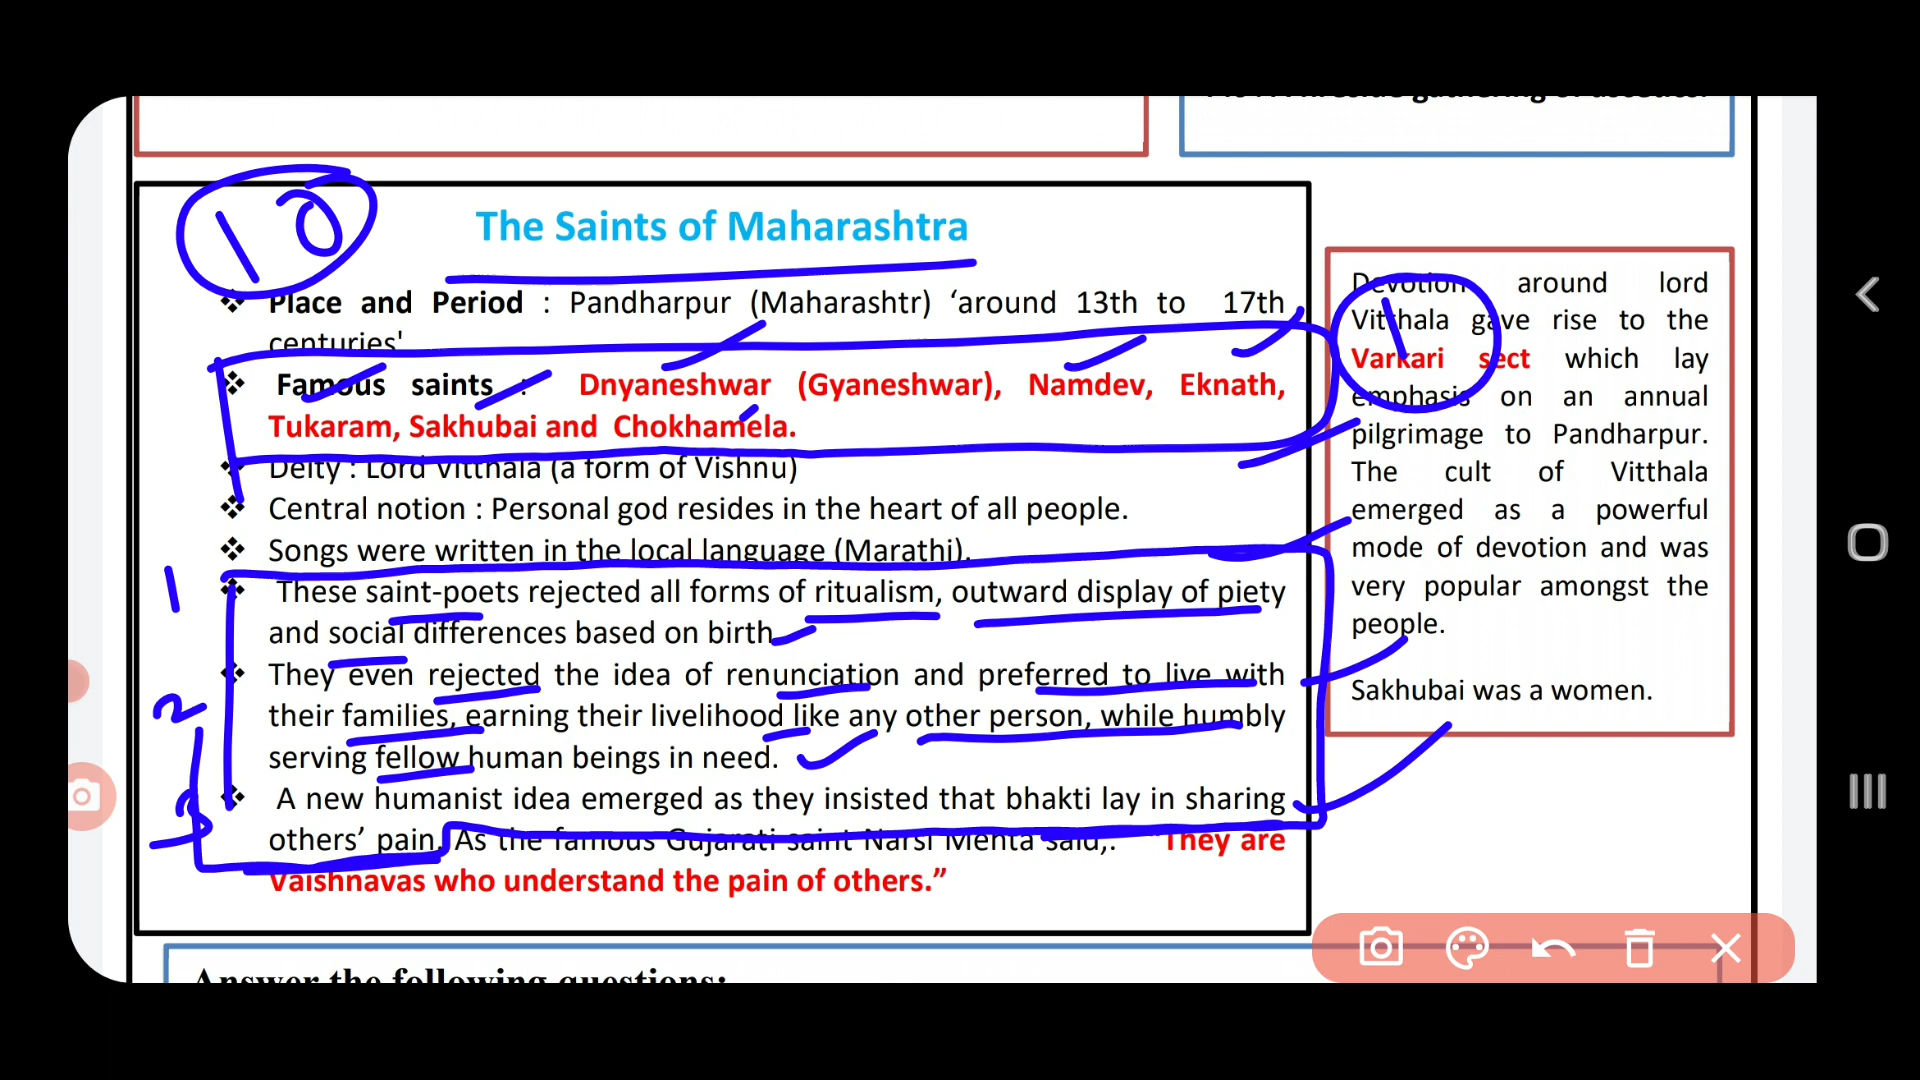 The Saints of Maharashtra
Place and Period : Pandharpur (Maharashtr) ‘around 13th to 17th
centuries'
Famous saints : Dnyaneshwar (Gyaneshwar), Namdev, Eknath,
Tukaram, Sakhubai and Chokhamela.
Deity : Lord Vitthala (a form of Vishnu)
Central notion : Personal god resides in the heart of all people.
Songs were written in the local language (Marathi).
These saint-poets rejected all forms of ritualism, outward display of piety
and social differences based on birth
They even rejected the idea of renunciation and preferred to live with
their families, earning their livelihood like any other person, while humbly
serving fellow human beings in need.
A new humanist idea emerged as they insisted that bhakti lay in sharing
others’ pain. As the famous Gujarati saint Narsi Mehta said,: “They are
Vaishnavas who understand the pain of others.”
Devotion around lord
Vitthala gave rise to the
Varkari sect which lay
emphasis on an annual
pilgrimage to Pandharpur.
The cult of Vitthala
emerged as a powerful
mode of devotion and was
very popular amongst the
people.
Sakhubai was a women.
Answer the following questions:
10
1
1
2
3